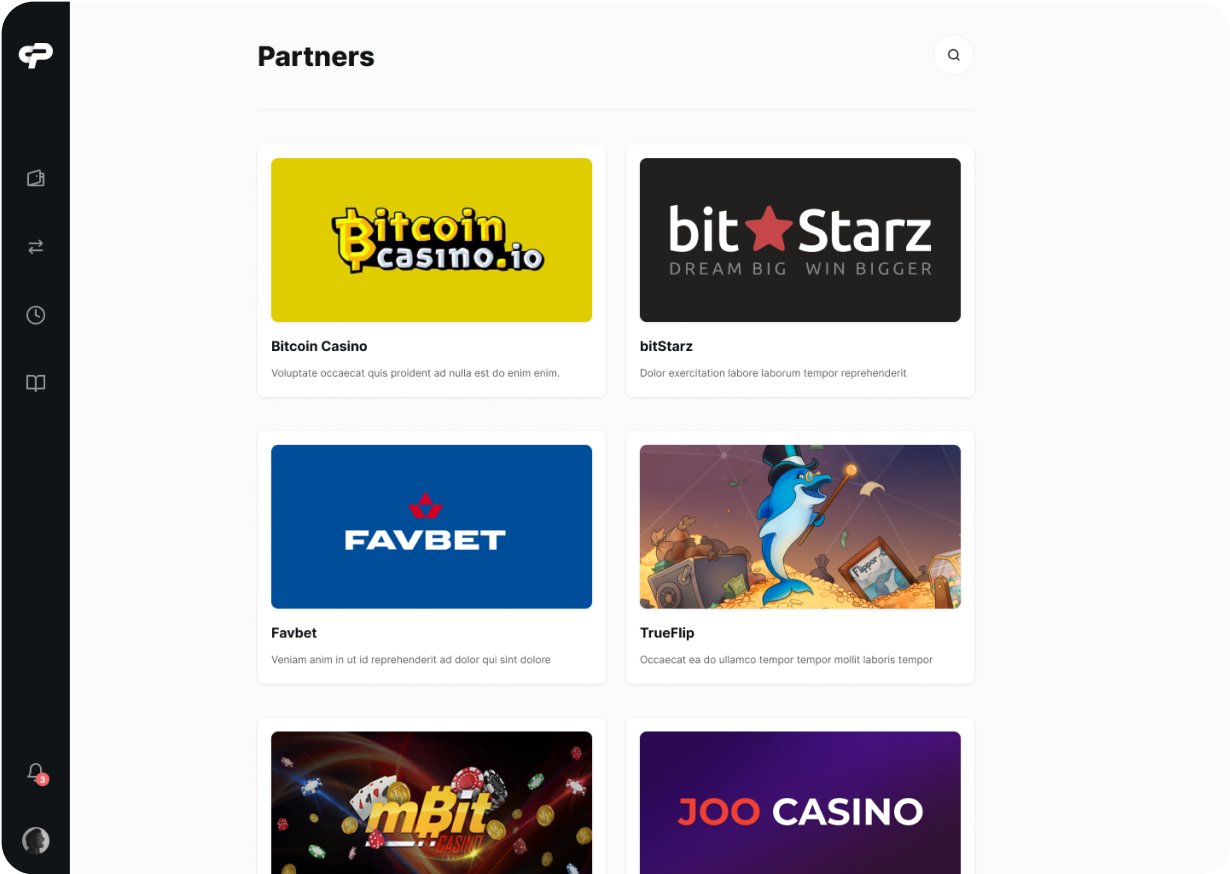 Partners
Bitcoin
casino.io
bit Starz
DREAM BIG WIN BIGGER
Bitcoin Casino
Voluptate occaecat quis proident ad nulla est do enim enim.
bitStarz
Dolor exercitation labore laborum tempor reprehenderit
FAVBET
Flipper
Favbet
Veniam anim in ut id reprehenderit ad dolor qui sint dolore
TrueFlip
Occaecat ea do ullamco tempor tempor mollit laboris tempor
3
mBit
CASINO
JOO CASINO